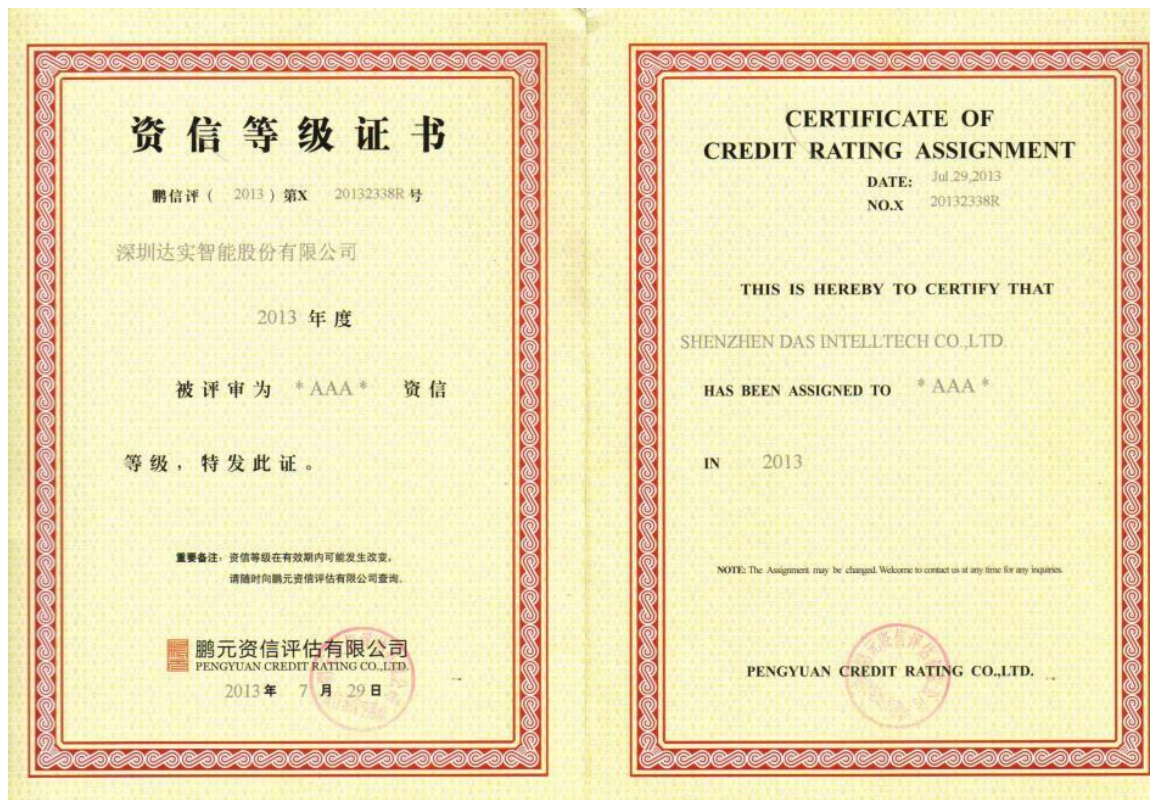 资信等级证书
鹏信评（ 2013 ）第X 20132338R 号
深圳达实智能股份有限公司
2013 年度
被评审为 *AAA* 资信
等级，特发此证。
重要备注：资信等级在有效期内可能发生改变，
请随时向鹏元资信评估有限公司查询.
鹏元资信评估有限公司
PENGYUAN CREDIT RATING CO.,LTD.
2013年 7 月 29 日
CERTIFICATE OF
CREDIT RATING ASSIGNMENT
DATE: Jul.29,2013
NO.X 20132338R
THIS IS HEREBY TO CERTIFY THAT
SHENZHEN DAS INTELLTECH CO.,LTD.
HAS BEEN ASSIGNED TO *AAA*
IN 2013
NOTE: The Assignment may be changed. Welcome to contact us at any time for any inquiries.
PENGYUAN CREDIT RATING CO.,LTD.